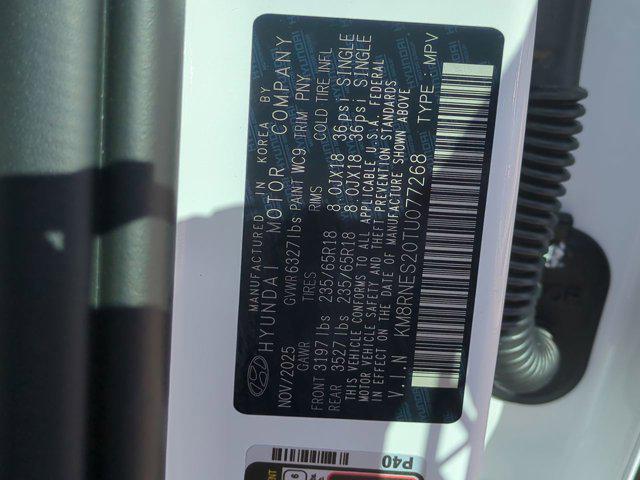 MANUFACTURED IN KOREA BY
HYUNDAI MOTOR COMPANY
NOV/2025 GVWR 6327lbs PAINT WC9 TRIM PNY
GAWR TIRES RIMS COLD TIRE INFL
FRONT 3197lbs 235/65R18 8.0JX18 36psi SINGLE
REAR 3527lbs 235/65R18 8.0JX18 36psi SINGLE
THIS VEHICLE CONFORMS TO ALL APPLICABLE U.S.A. FEDERAL
MOTOR VEHICLE SAFETY AND THEFT PREVENTION STANDARDS
IN EFFECT ON THE DATE OF MANUFACTURE SHOWN ABOVE
V.I.N KM8RNES20TU077268 TYPE : MPV
P40